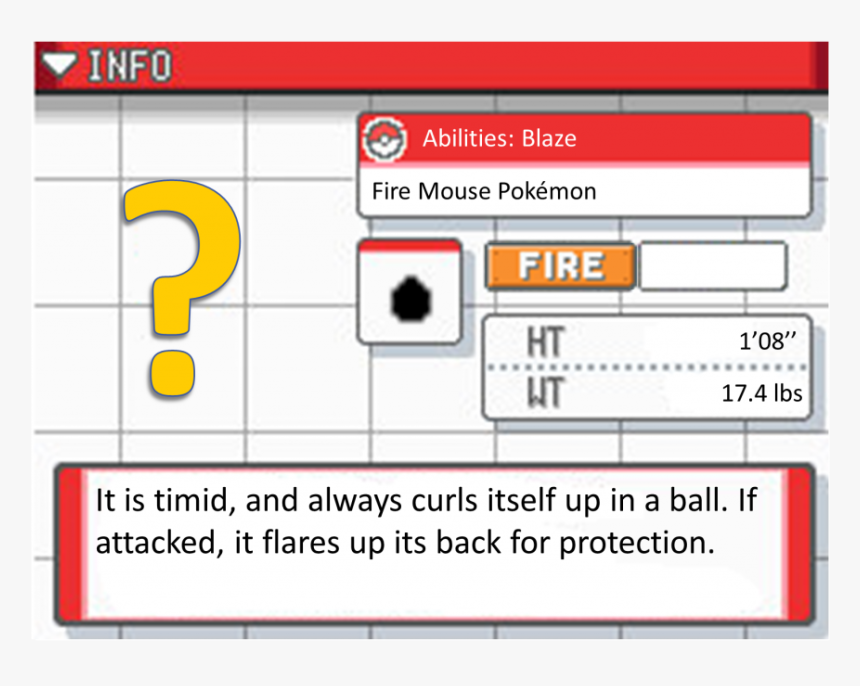 INFO
Abilities: Blaze
Fire Mouse Pokémon
FIRE
HT 1’08’’
WT 17.4 lbs
?
It is timid, and always curls itself up in a ball. If
attacked, it flares up its back for protection.